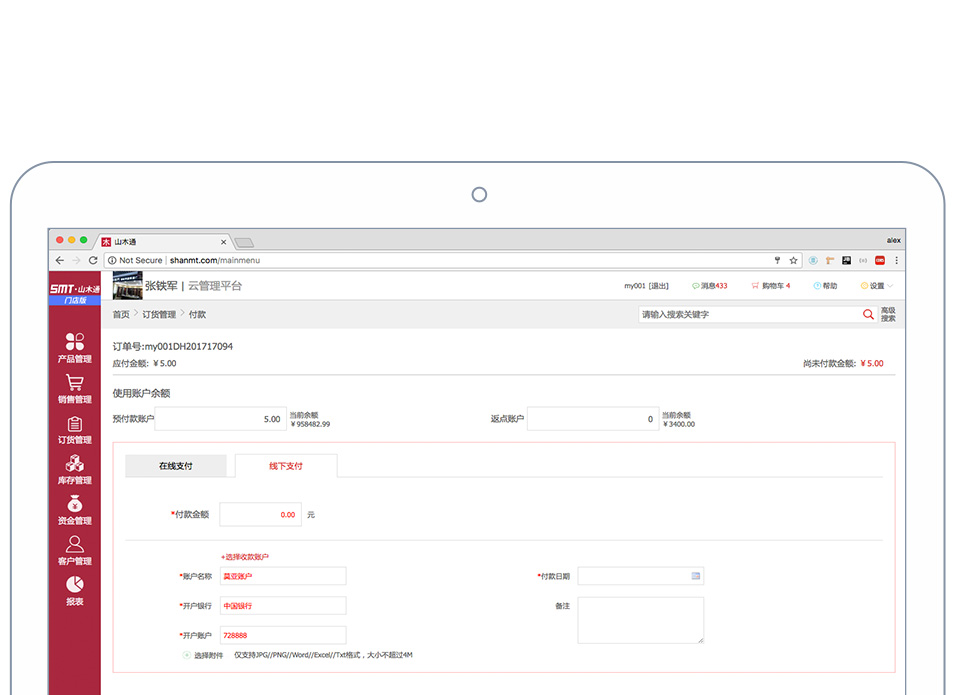 山木通
alex
Not Secure | shanmt.com/mainmenu
SMT·山木通
门店版
张铁军 | 云管理平台
my001 [退出]
消息433
购物车 4
帮助
设置
首页 > 订货管理 > 付款
请输入搜索关键字
高级
搜索
产品管理
销售管理
订货管理
库存管理
资金管理
客户管理
报表
订单号:my001DH201717094
应付金额: ￥5.00
尚未付款金额: ￥5.00
使用账户余额
预付款账户 5.00 当前余额
￥958482.99
返点账户 0 当前余额
￥3400.00
在线支付
线下支付
*付款金额 0.00 元
+选择收款账户
*账户名称 莫亚账户
*付款日期
*开户银行 中国银行
备注
*开户账户 728888
选择附件 仅支持JPG//PNG//Word//Excel//Txt格式，大小不超过4M